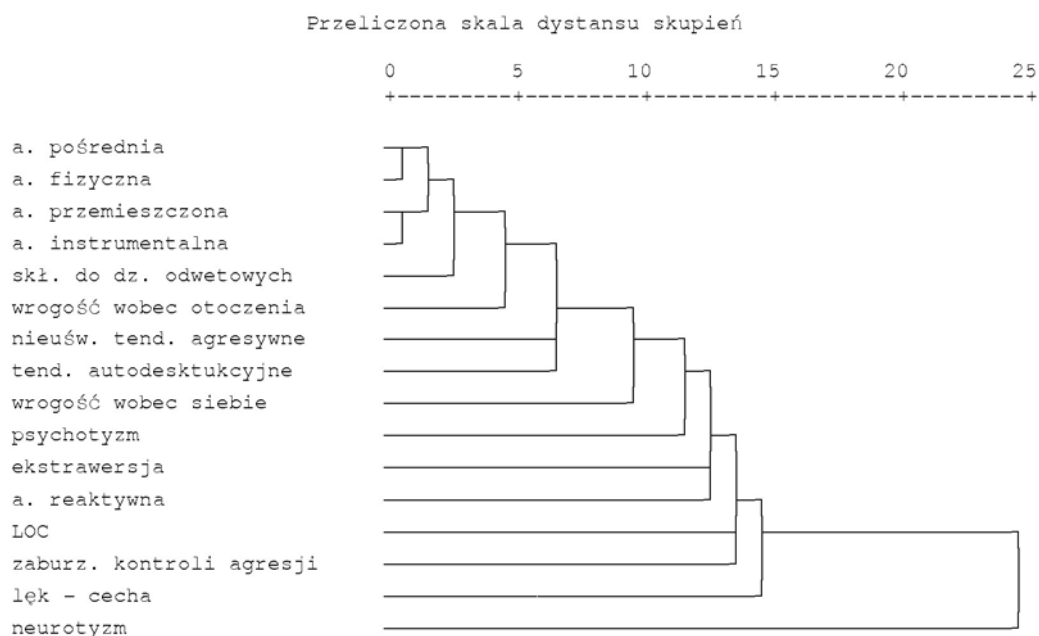 Przeliczona skala dystansu skupień
0 5 10 15 20 25
a. pośrednia
a. fizyczna
a. przemieszczona
a. instrumentalna
skł. do dz. odwetowych
wrogość wobec otoczenia
nieuśw. tend. agresywne
tend. autodesktukcyjne
wrogość wobec siebie
psychotyzm
ekstrawersja
a. reaktywna
LOC
zaburz. kontroli agresji
lęk - cecha
neurotyzm